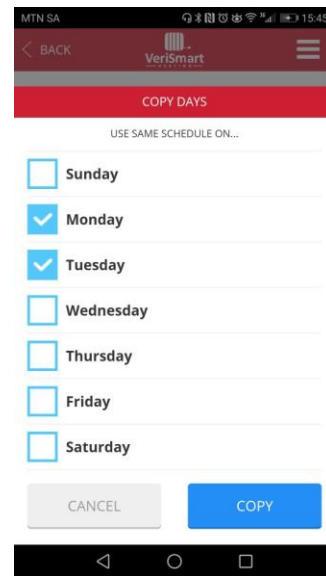 MTN SA 15:45
BACK
VeriSmart
COPY DAYS
USE SAME SCHEDULE ON...
Sunday
Monday
Tuesday
Wednesday
Thursday
Friday
Saturday
CANCEL COPY